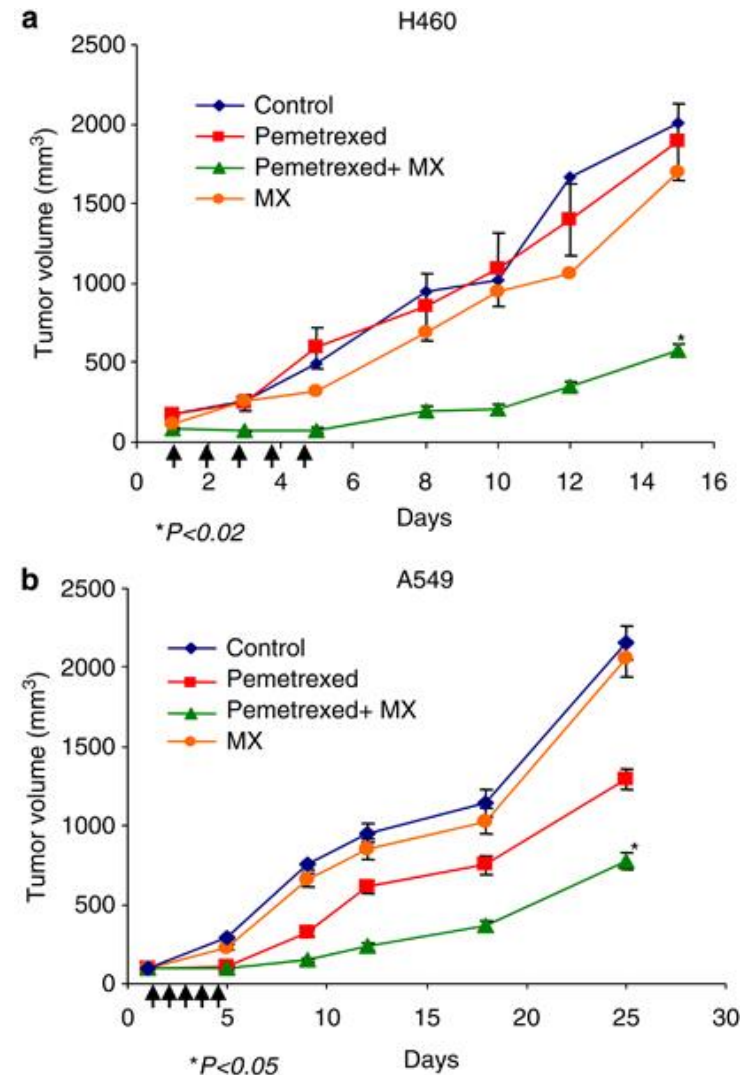 a
H460
2500
2000
1500
1000
500
0
Tumor volume (mm³)
Control
Pemetrexed
Pemetrexed+ MX
MX
*
0 2 4 6 8 10 12 14 16
Days
*P<0.02
b
A549
2500
2000
1500
1000
500
0
Tumor volume (mm³)
Control
Pemetrexed
Pemetrexed+ MX
MX
*
0 5 10 15 20 25 30
Days
*P<0.05